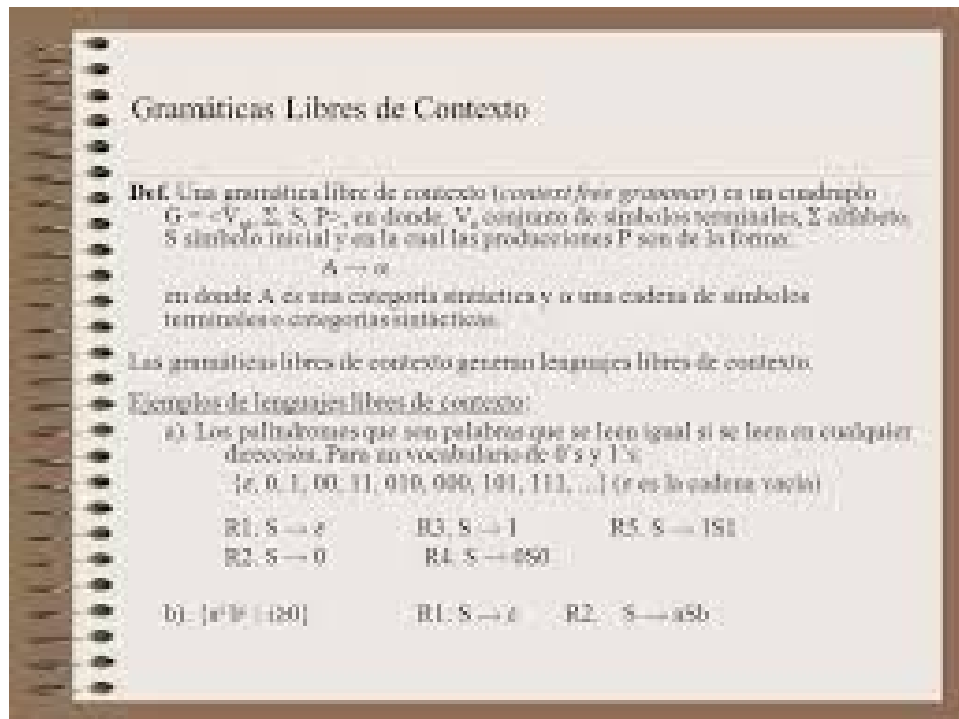 Gramáticas Libres de Contexto
Def. Una gramática libre de contexto (context free grammar) es un cuadruplo
G = <V, Σ, S, P>, en donde V, conjunto de símbolos terminales, Σ alfabeto,
S símbolo inicial y en la cual las producciones P son de la forma:
A → α
en donde A es una categoría sintáctica y α una cadena de símbolos
terminales o categorías sintácticas.
Las gramáticas libres de contexto generan lenguajes libres de contexto.
Ejemplos de lenguajes libres de contexto:
a). Los palíndromes que son palabras que se leen igual si se leen en cualquier
dirección. Para un vocabulario de 0's y 1's:
{ε, 0, 1, 00, 11, 010, 000, 101, 111, ...} (ε es la cadena vacía)
R1. S → ε R3. S → 1 R5. S → 1S1
R2. S → 0 R4. S → 0S0
b). {aⁱ bⁱ | i≥0} R1. S → ε R2. S → aSb